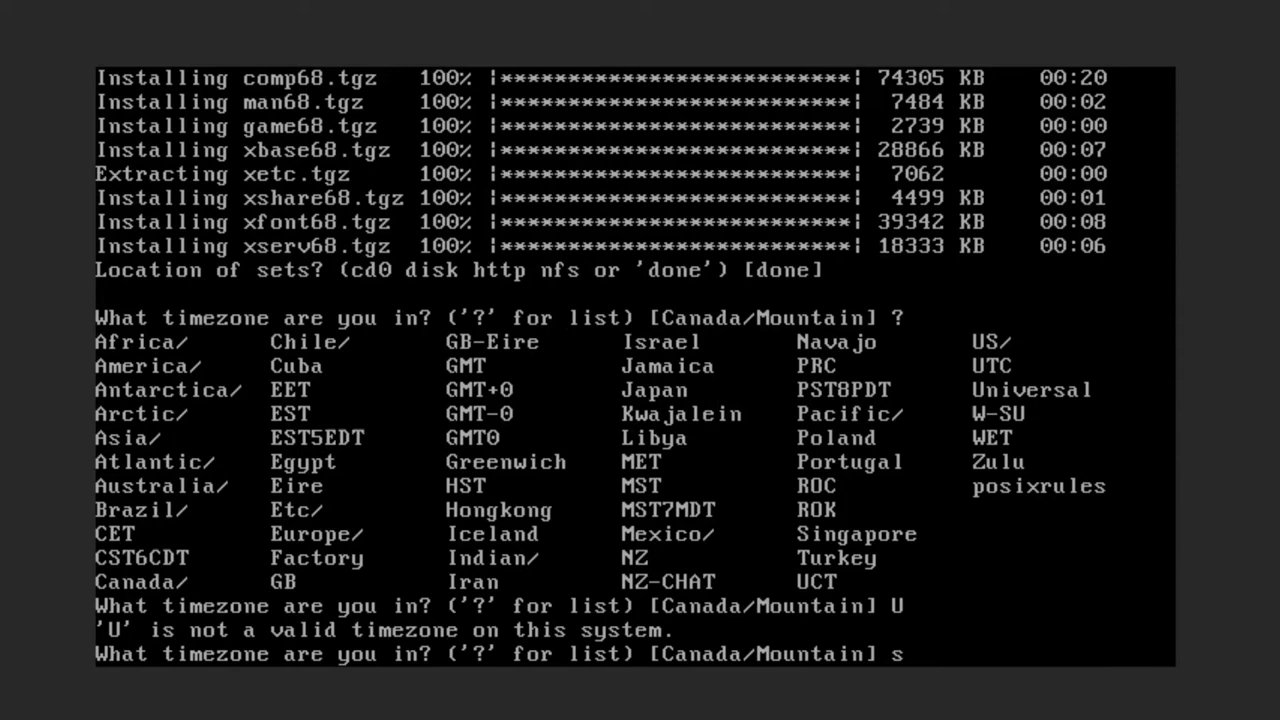 Installing comp68.tgz   100% |**************************| 74305 KB    00:20
Installing man68.tgz    100% |**************************|  7484 KB    00:02
Installing game68.tgz   100% |**************************|  2739 KB    00:00
Installing xbase68.tgz  100% |**************************| 28866 KB    00:07
Extracting xetc.tgz     100% |**************************|  7062       00:00
Installing xshare68.tgz 100% |**************************|  4499 KB    00:01
Installing xfont68.tgz  100% |**************************| 39342 KB    00:08
Installing xserv68.tgz  100% |**************************| 18333 KB    00:06
Location of sets? (cd0 disk http nfs or 'done') [done]
What timezone are you in? ('?' for list) [Canada/Mountain] ?
Africa/      Chile/       GB-Eire      Israel       Navajo       US/
America/     Cuba         GMT          Jamaica      PRC          UTC
Antarctica/  EET          GMT+0        Japan        PST8PDT      Universal
Arctic/      EST          GMT-0        Kwajalein    Pacific/     W-SU
Asia/        EST5EDT      GMT0         Libya        Poland       WET
Atlantic/    Egypt        Greenwich    MET          Portugal     Zulu
Australia/   Eire         HST          MST          ROC          posixrules
Brazil/      Etc/         Hongkong     MST7MDT      ROK
CET          Europe/      Iceland      Mexico/      Singapore
CST6CDT      Factory      Indian/      NZ           Turkey
Canada/      GB           Iran         NZ-CHAT      UCT
What timezone are you in? ('?' for list) [Canada/Mountain] U
'U' is not a valid timezone on this system.
What timezone are you in? ('?' for list) [Canada/Mountain] s